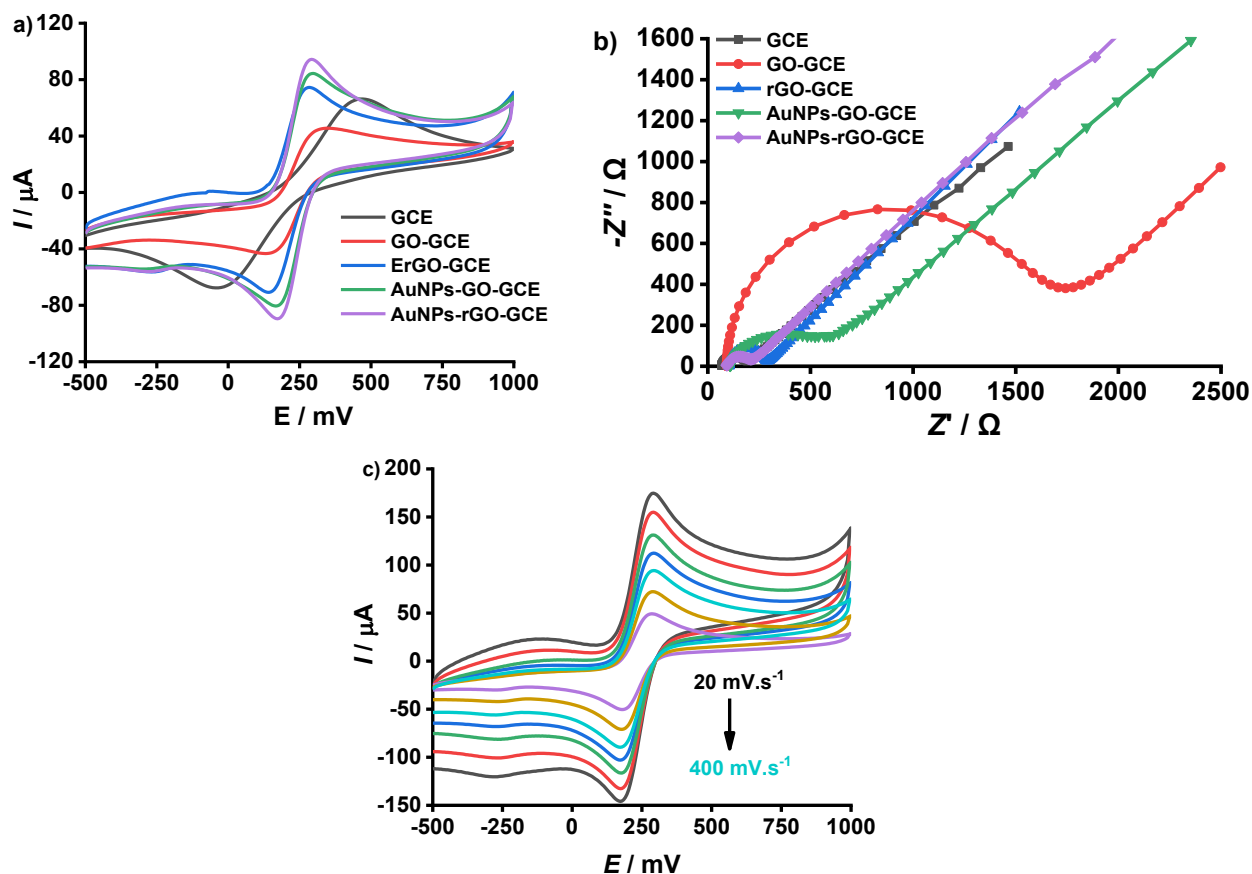 a)
120
80
40
0
-40
-80
-120
I / μA
-500 -250 0 250 500 750 1000
E / mV
GCE
GO-GCE
ErGO-GCE
AuNPs-GO-GCE
AuNPs-rGO-GCE
b)
1600
1400
1200
1000
800
600
400
200
0
-Z'' / Ω
0 500 1000 1500 2000 2500
Z' / Ω
GCE
GO-GCE
rGO-GCE
AuNPs-GO-GCE
AuNPs-rGO-GCE
c)
200
150
100
50
0
-50
-100
-150
I / μA
-500 -250 0 250 500 750 1000
E / mV
20 mV.s-1
400 mV.s-1